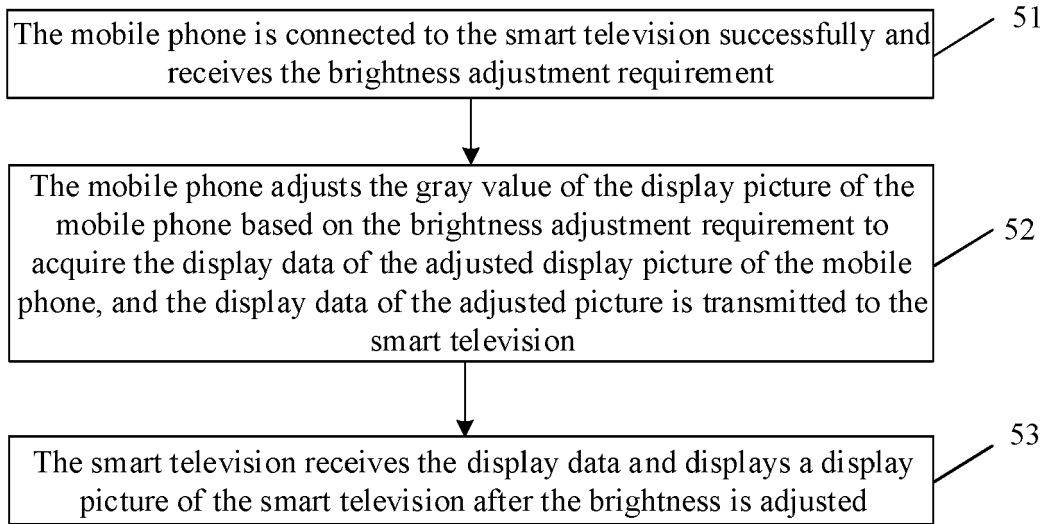 The mobile phone is connected to the smart television successfully and
receives the brightness adjustment requirement
51
The mobile phone adjusts the gray value of the display picture of the
mobile phone based on the brightness adjustment requirement to
acquire the display data of the adjusted display picture of the mobile
phone, and the display data of the adjusted picture is transmitted to the
smart television
52
The smart television receives the display data and displays a display
picture of the smart television after the brightness is adjusted
53